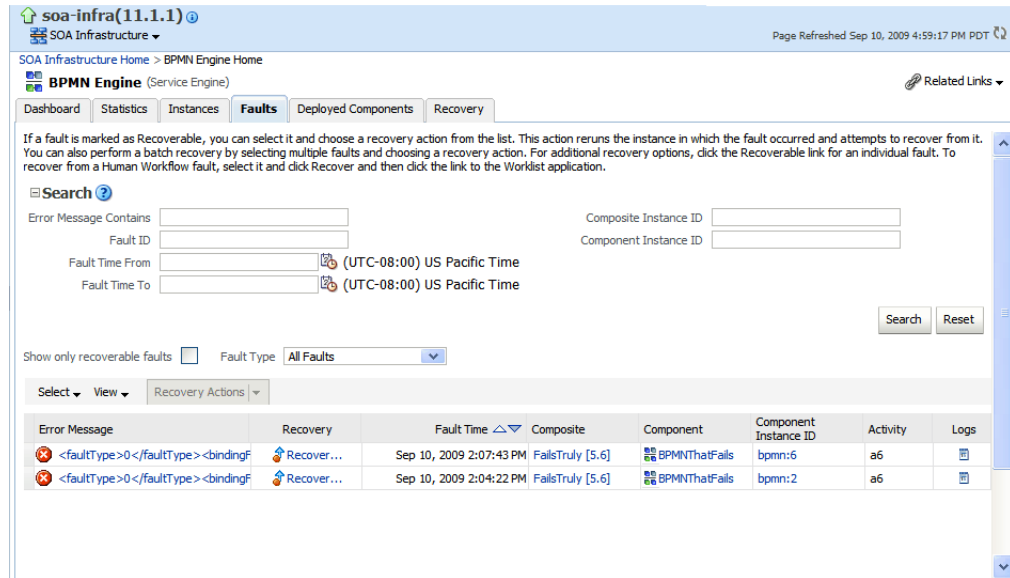 soa-infra(11.1.1)
SOA Infrastructure
Page Refreshed Sep 10, 2009 4:59:17 PM PDT
SOA Infrastructure Home > BPMN Engine Home
BPMN Engine (Service Engine)
Related Links
Dashboard Statistics Instances Faults Deployed Components Recovery
If a fault is marked as Recoverable, you can select it and choose a recovery action from the list. This action reruns the instance in which the fault occurred and attempts to recover from it.
You can also perform a batch recovery by selecting multiple faults and choosing a recovery action. For additional recovery options, click the Recoverable link for an individual fault. To
recover from a Human Workflow fault, select it and click Recover and then click the link to the Worklist application.
Search
Error Message Contains Composite Instance ID
Fault ID Component Instance ID
Fault Time From (UTC-08:00) US Pacific Time
Fault Time To (UTC-08:00) US Pacific Time
Search Reset
Show only recoverable faults Fault Type All Faults
Select View Recovery Actions
Error Message Recovery Fault Time Composite Component Component Instance ID Activity Logs
<faultType>0</faultType><bindingF Recover... Sep 10, 2009 2:07:43 PM FailsTruly [5.6] BPMNThatFails bpmn:6 a6
<faultType>0</faultType><bindingF Recover... Sep 10, 2009 2:04:22 PM FailsTruly [5.6] BPMNThatFails bpmn:2 a6